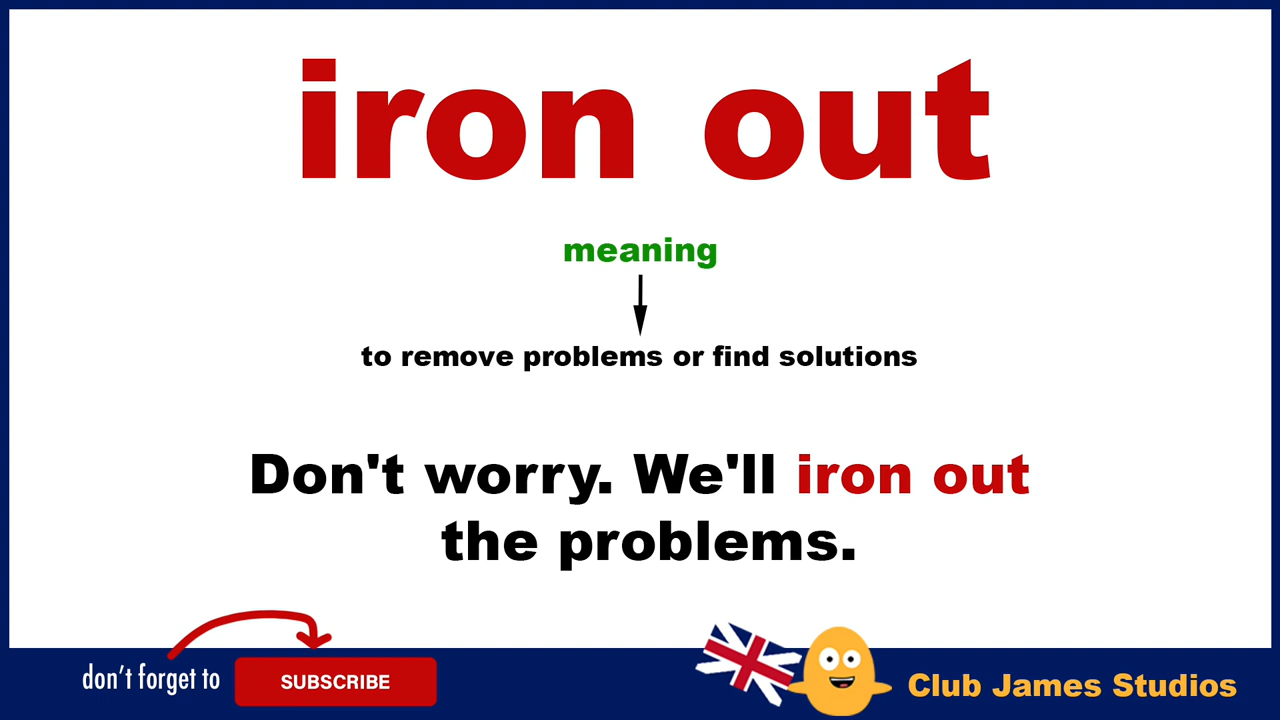 iron out
meaning
to remove problems or find solutions
Don't worry. We'll iron out
the problems.
don't forget to
SUBSCRIBE
Club James Studios